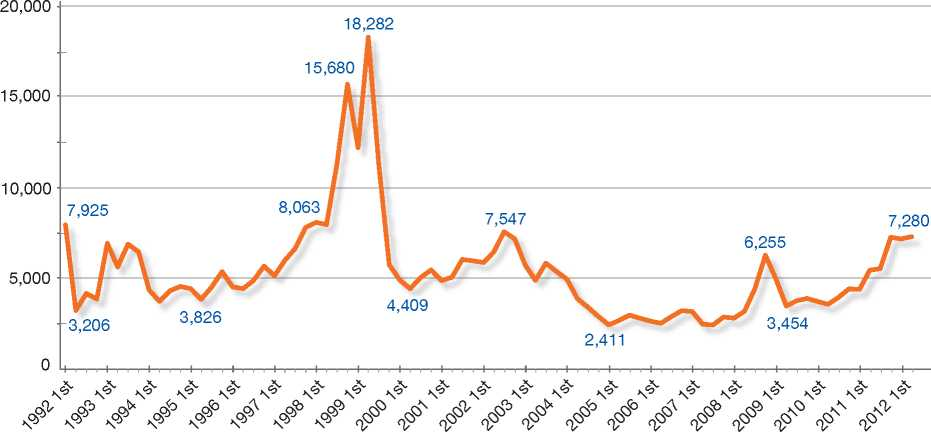 20,000
18,282
15,680
15,000
10,000
7,925
8,063
7,547
7,280
6,255
5,000
3,206
3,826
4,409
2,411
3,454
0
1992 1st
1993 1st
1994 1st
1995 1st
1996 1st
1997 1st
1998 1st
1999 1st
2000 1st
2001 1st
2002 1st
2003 1st
2004 1st
2005 1st
2006 1st
2007 1st
2008 1st
2009 1st
2010 1st
2011 1st
2012 1st